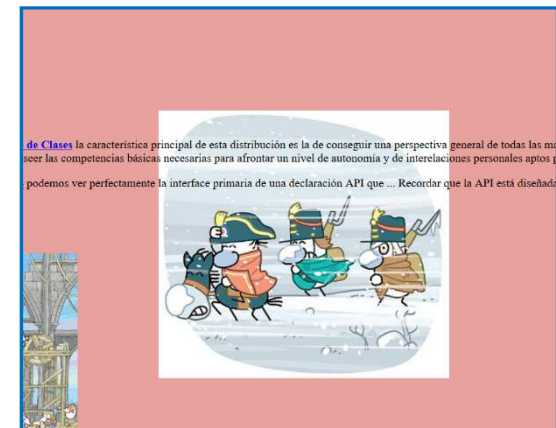 de Clases la característica principal de esta distribución es la de conseguir una perspectiva general de todas las ma
seer las competencias básicas necesarias para afrontar un nivel de autonomia y de interelaciones personales aptos p
podemos ver perfectamente la interface primaria de una declaración API que ... Recordar que la API está diseñada